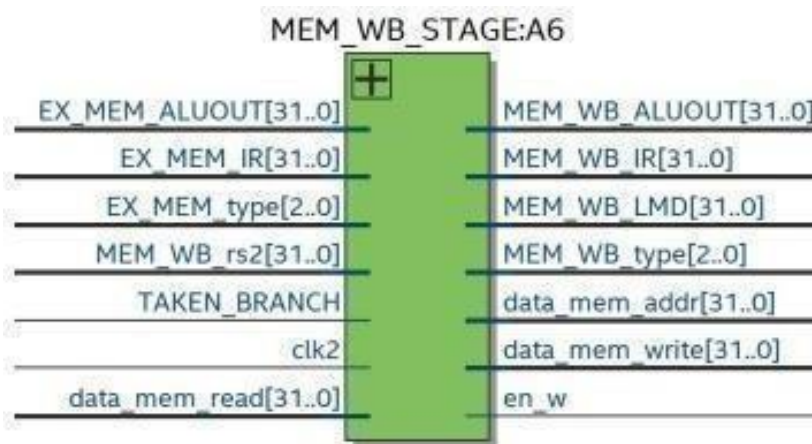 MEM_WB_STAGE:A6
EX_MEM_ALUOUT[31..0] MEM_WB_ALUOUT[31..0]
EX_MEM_IR[31..0] MEM_WB_IR[31..0]
EX_MEM_type[2..0] MEM_WB_LMD[31..0]
MEM_WB_rs2[31..0] MEM_WB_type[2..0]
TAKEN_BRANCH data_mem_addr[31..0]
clk2 data_mem_write[31..0]
data_mem_read[31..0] en_w